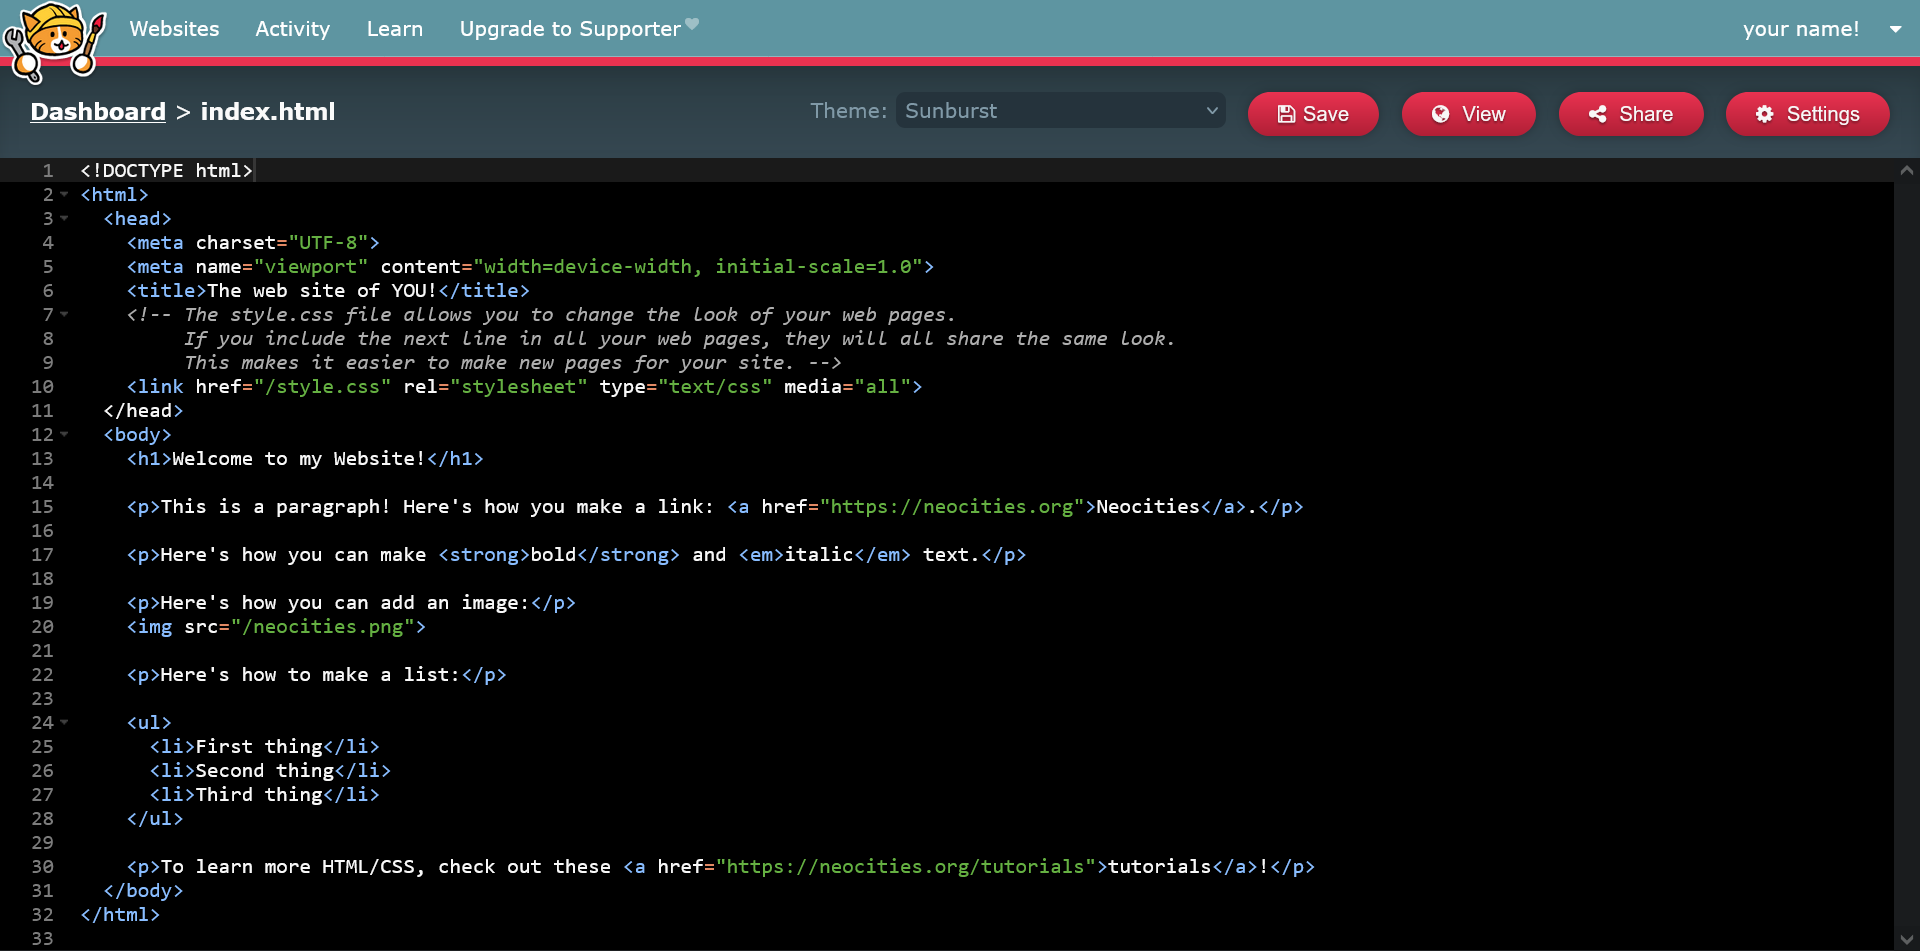 Websites Activity Learn Upgrade to Supporter your name!
Dashboard > index.html Theme: Sunburst Save View Share Settings
1 <!DOCTYPE html>
2 <html>
3   <head>
4     <meta charset="UTF-8">
5     <meta name="viewport" content="width=device-width, initial-scale=1.0">
6     <title>The web site of YOU!</title>
7     <!-- The style.css file allows you to change the look of your web pages.
8          If you include the next line in all your web pages, they will all share the same look.
9          This makes it easier to make new pages for your site. -->
10     <link href="/style.css" rel="stylesheet" type="text/css" media="all">
11   </head>
12   <body>
13     <h1>Welcome to my Website!</h1>
14
15     <p>This is a paragraph! Here's how you make a link: <a href="https://neocities.org">Neocities</a>.</p>
16
17     <p>Here's how you can make <strong>bold</strong> and <em>italic</em> text.</p>
18
19     <p>Here's how you can add an image:</p>
20     <img src="/neocities.png">
21
22     <p>Here's how to make a list:</p>
23
24     <ul>
25       <li>First thing</li>
26       <li>Second thing</li>
27       <li>Third thing</li>
28     </ul>
29
30     <p>To learn more HTML/CSS, check out these <a href="https://neocities.org/tutorials">tutorials</a>!</p>
31   </body>
32 </html>
33